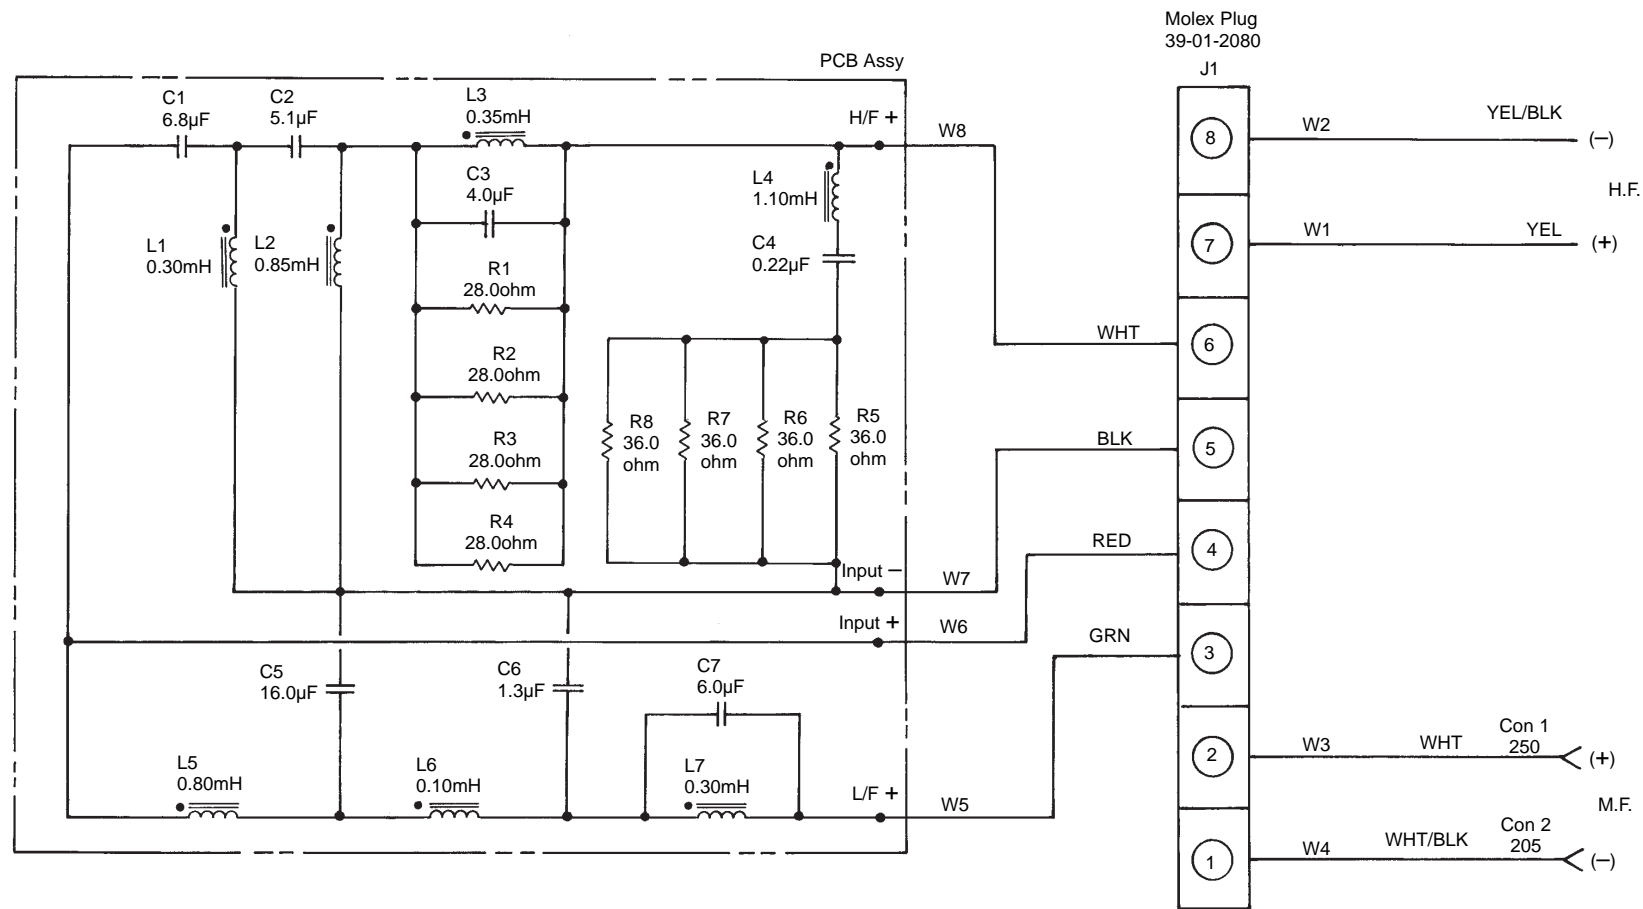 Molex Plug
39-01-2080
J1
PCB Assy
C1
6.8µF
C2
5.1µF
L3
0.35mH
H/F +
W8
C3
4.0µF
L4
1.10mH
L1
0.30mH
L2
0.85mH
C4
0.22µF
R1
28.0ohm
R2
28.0ohm
R3
28.0ohm
R4
28.0ohm
R8
36.0
ohm
R7
36.0
ohm
R6
36.0
ohm
R5
36.0
ohm
Input –
W7
Input +
W6
C5
16.0µF
C6
1.3µF
C7
6.0µF
L5
0.80mH
L6
0.10mH
L7
0.30mH
L/F +
W5
WHT
BLK
RED
GRN
8
7
6
5
4
3
2
1
W2
YEL/BLK
(–)
H.F.
W1
YEL
(+)
W3
WHT
Con 1
250
(+)
M.F.
W4
WHT/BLK
Con 2
205
(–)